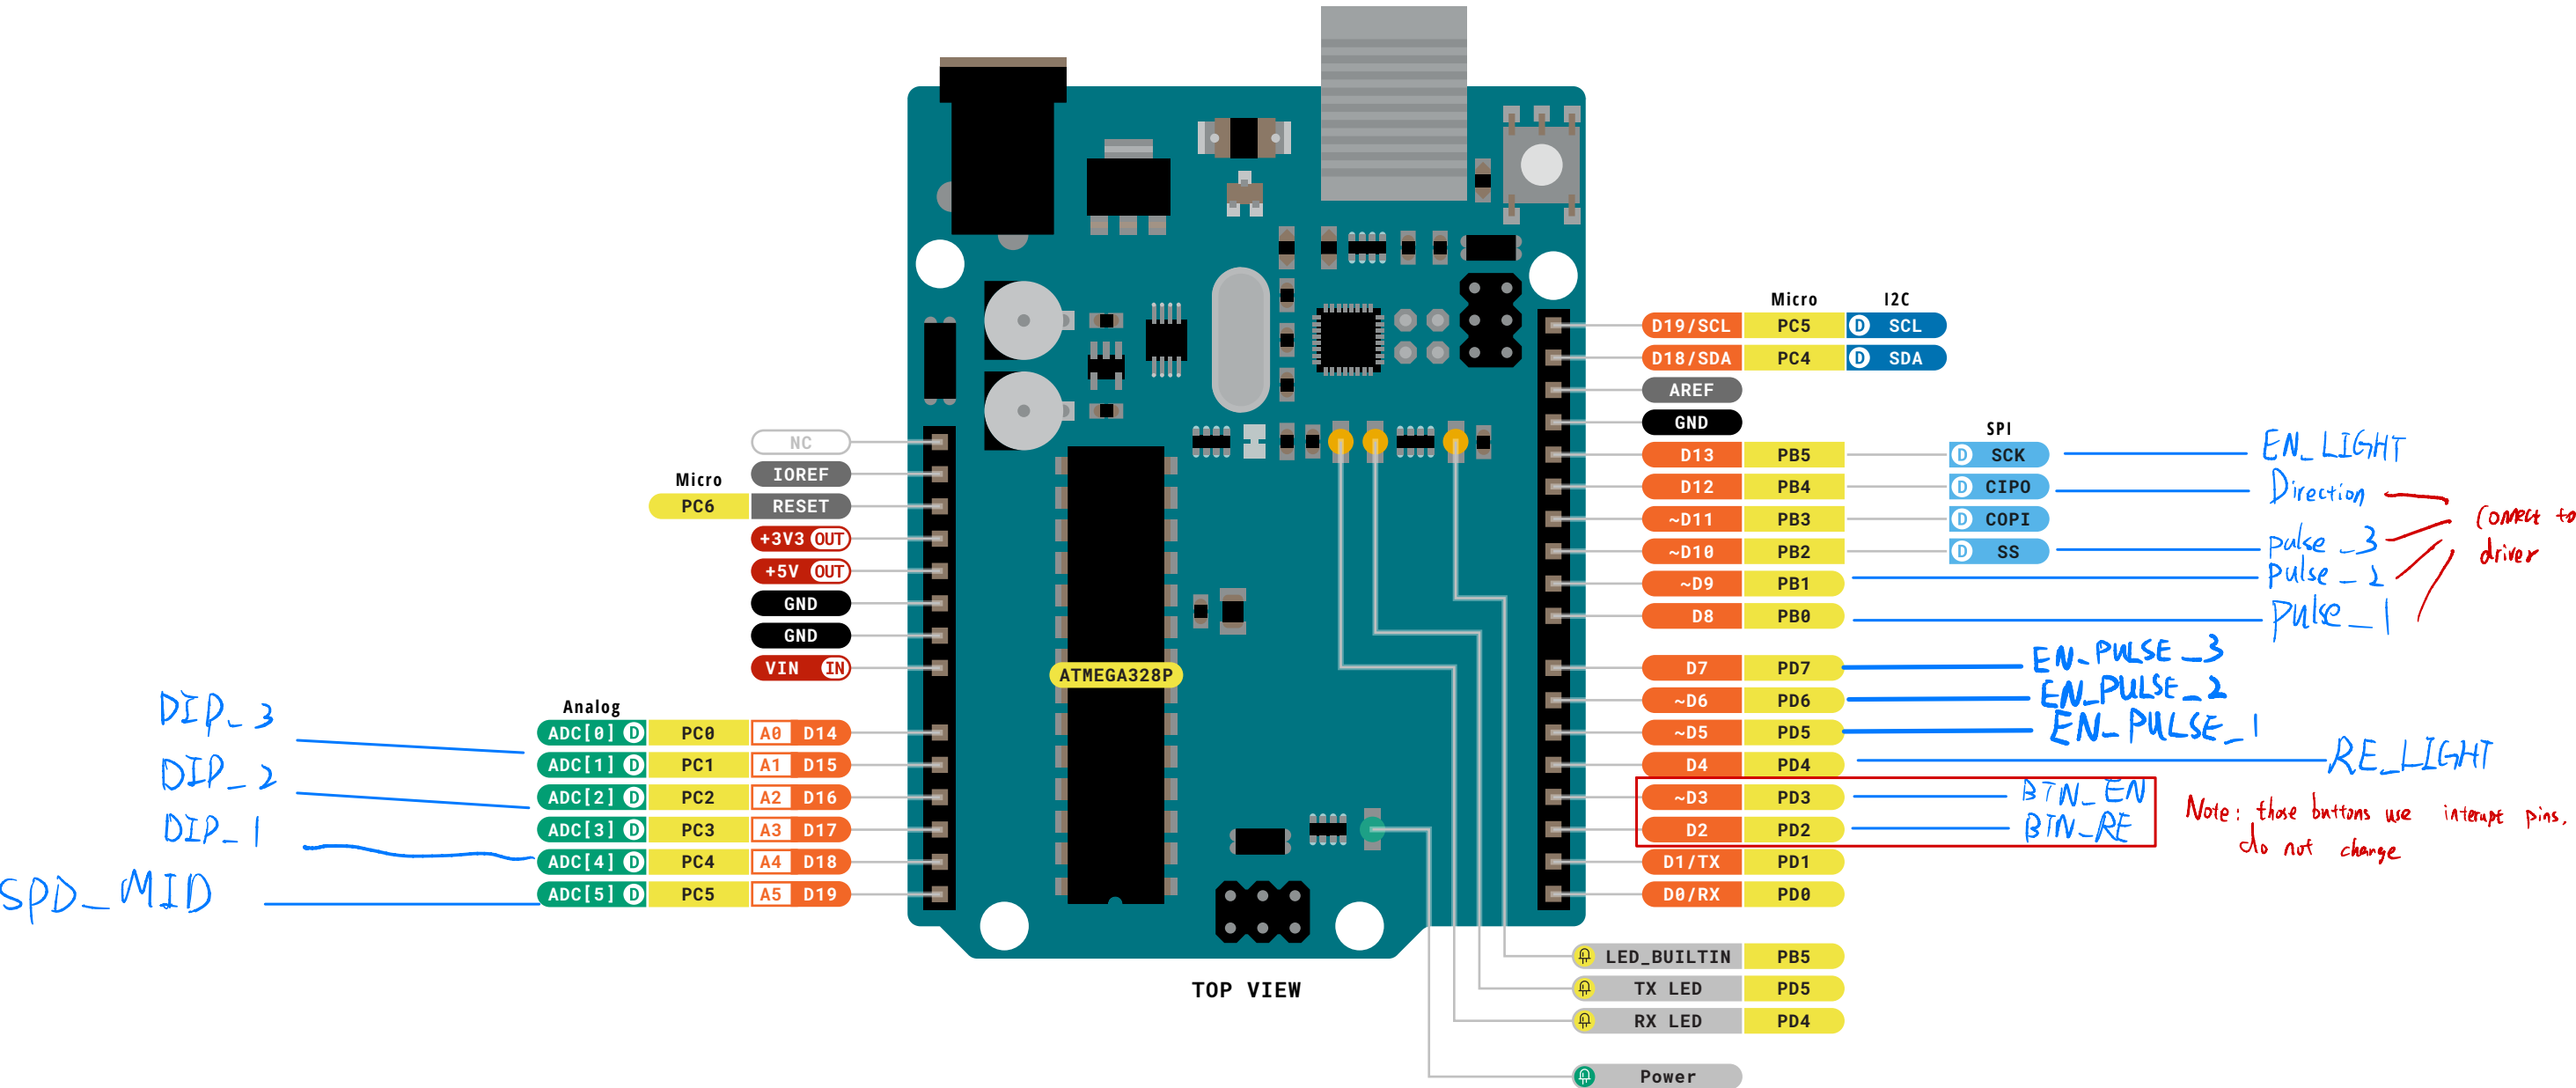 Micro I2C
D19/SCL PC5 D SCL
D18/SDA PC4 D SDA
AREF
GND
SPI
D13 PB5 D SCK EN_LIGHT
D12 PB4 D CIPO Direction
~D11 PB3 D COPI
~D10 PB2 D SS pulse_3
~D9 PB1 pulse_2
D8 PB0 pulse_1
Connect to
driver
D7 PD7 EN_PULSE_3
~D6 PD6 EN_PULSE_2
~D5 PD5 EN_PULSE_1
D4 PD4 RE_LIGHT
~D3 PD3 BTN_EN
D2 PD2 BTN_RE
Note: those buttons use interupt pins.
do not change
D1/TX PD1
D0/RX PD0
NC
IOREF
Micro
PC6 RESET
+3V3 OUT
+5V OUT
GND
GND
VIN IN
ATMEGA328P
Analog
DIP_3
ADC[0] D PC0 A0 D14
ADC[1] D PC1 A1 D15
DIP_2
ADC[2] D PC2 A2 D16
DIP_1
ADC[3] D PC3 A3 D17
ADC[4] D PC4 A4 D18
SPD_MID
ADC[5] D PC5 A5 D19
TOP VIEW
LED_BUILTIN PB5
TX LED PD5
RX LED PD4
Power